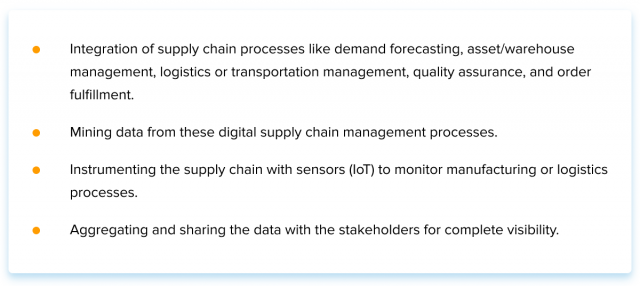 Integration of supply chain processes like demand forecasting, asset/warehouse
management, logistics or transportation management, quality assurance, and order
fulfillment.
Mining data from these digital supply chain management processes.
Instrumenting the supply chain with sensors (IoT) to monitor manufacturing or logistics
processes.
Aggregating and sharing the data with the stakeholders for complete visibility.